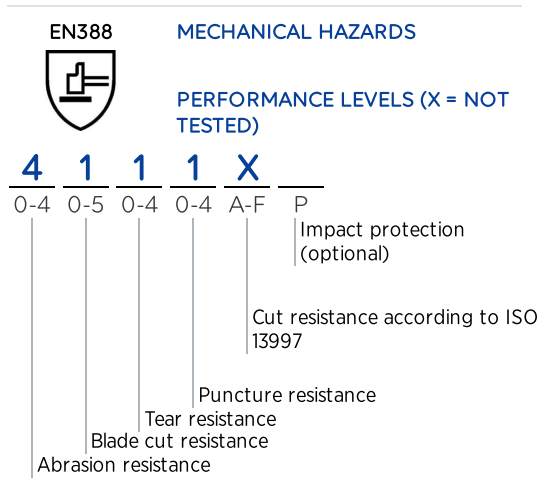 EN388
MECHANICAL HAZARDS
PERFORMANCE LEVELS (X = NOT
TESTED)
4 1 1 1 X
0-4 0-5 0-4 0-4 A-F P
Impact protection
(optional)
Cut resistance according to ISO
13997
Puncture resistance
Tear resistance
Blade cut resistance
Abrasion resistance